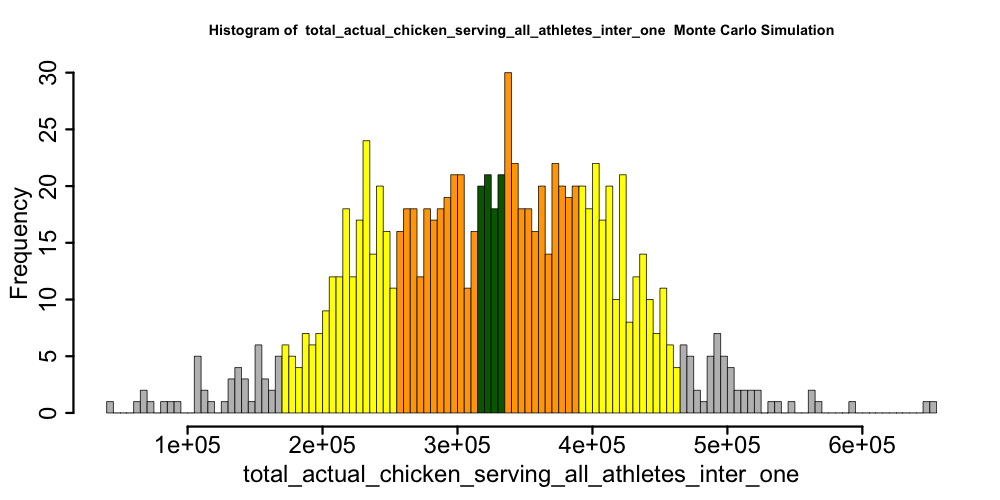 Histogram of  total_actual_chicken_serving_all_athletes_inter_one  Monte Carlo Simulation
Frequency
30
25
20
15
10
5
0
1e+05 2e+05 3e+05 4e+05 5e+05 6e+05
total_actual_chicken_serving_all_athletes_inter_one